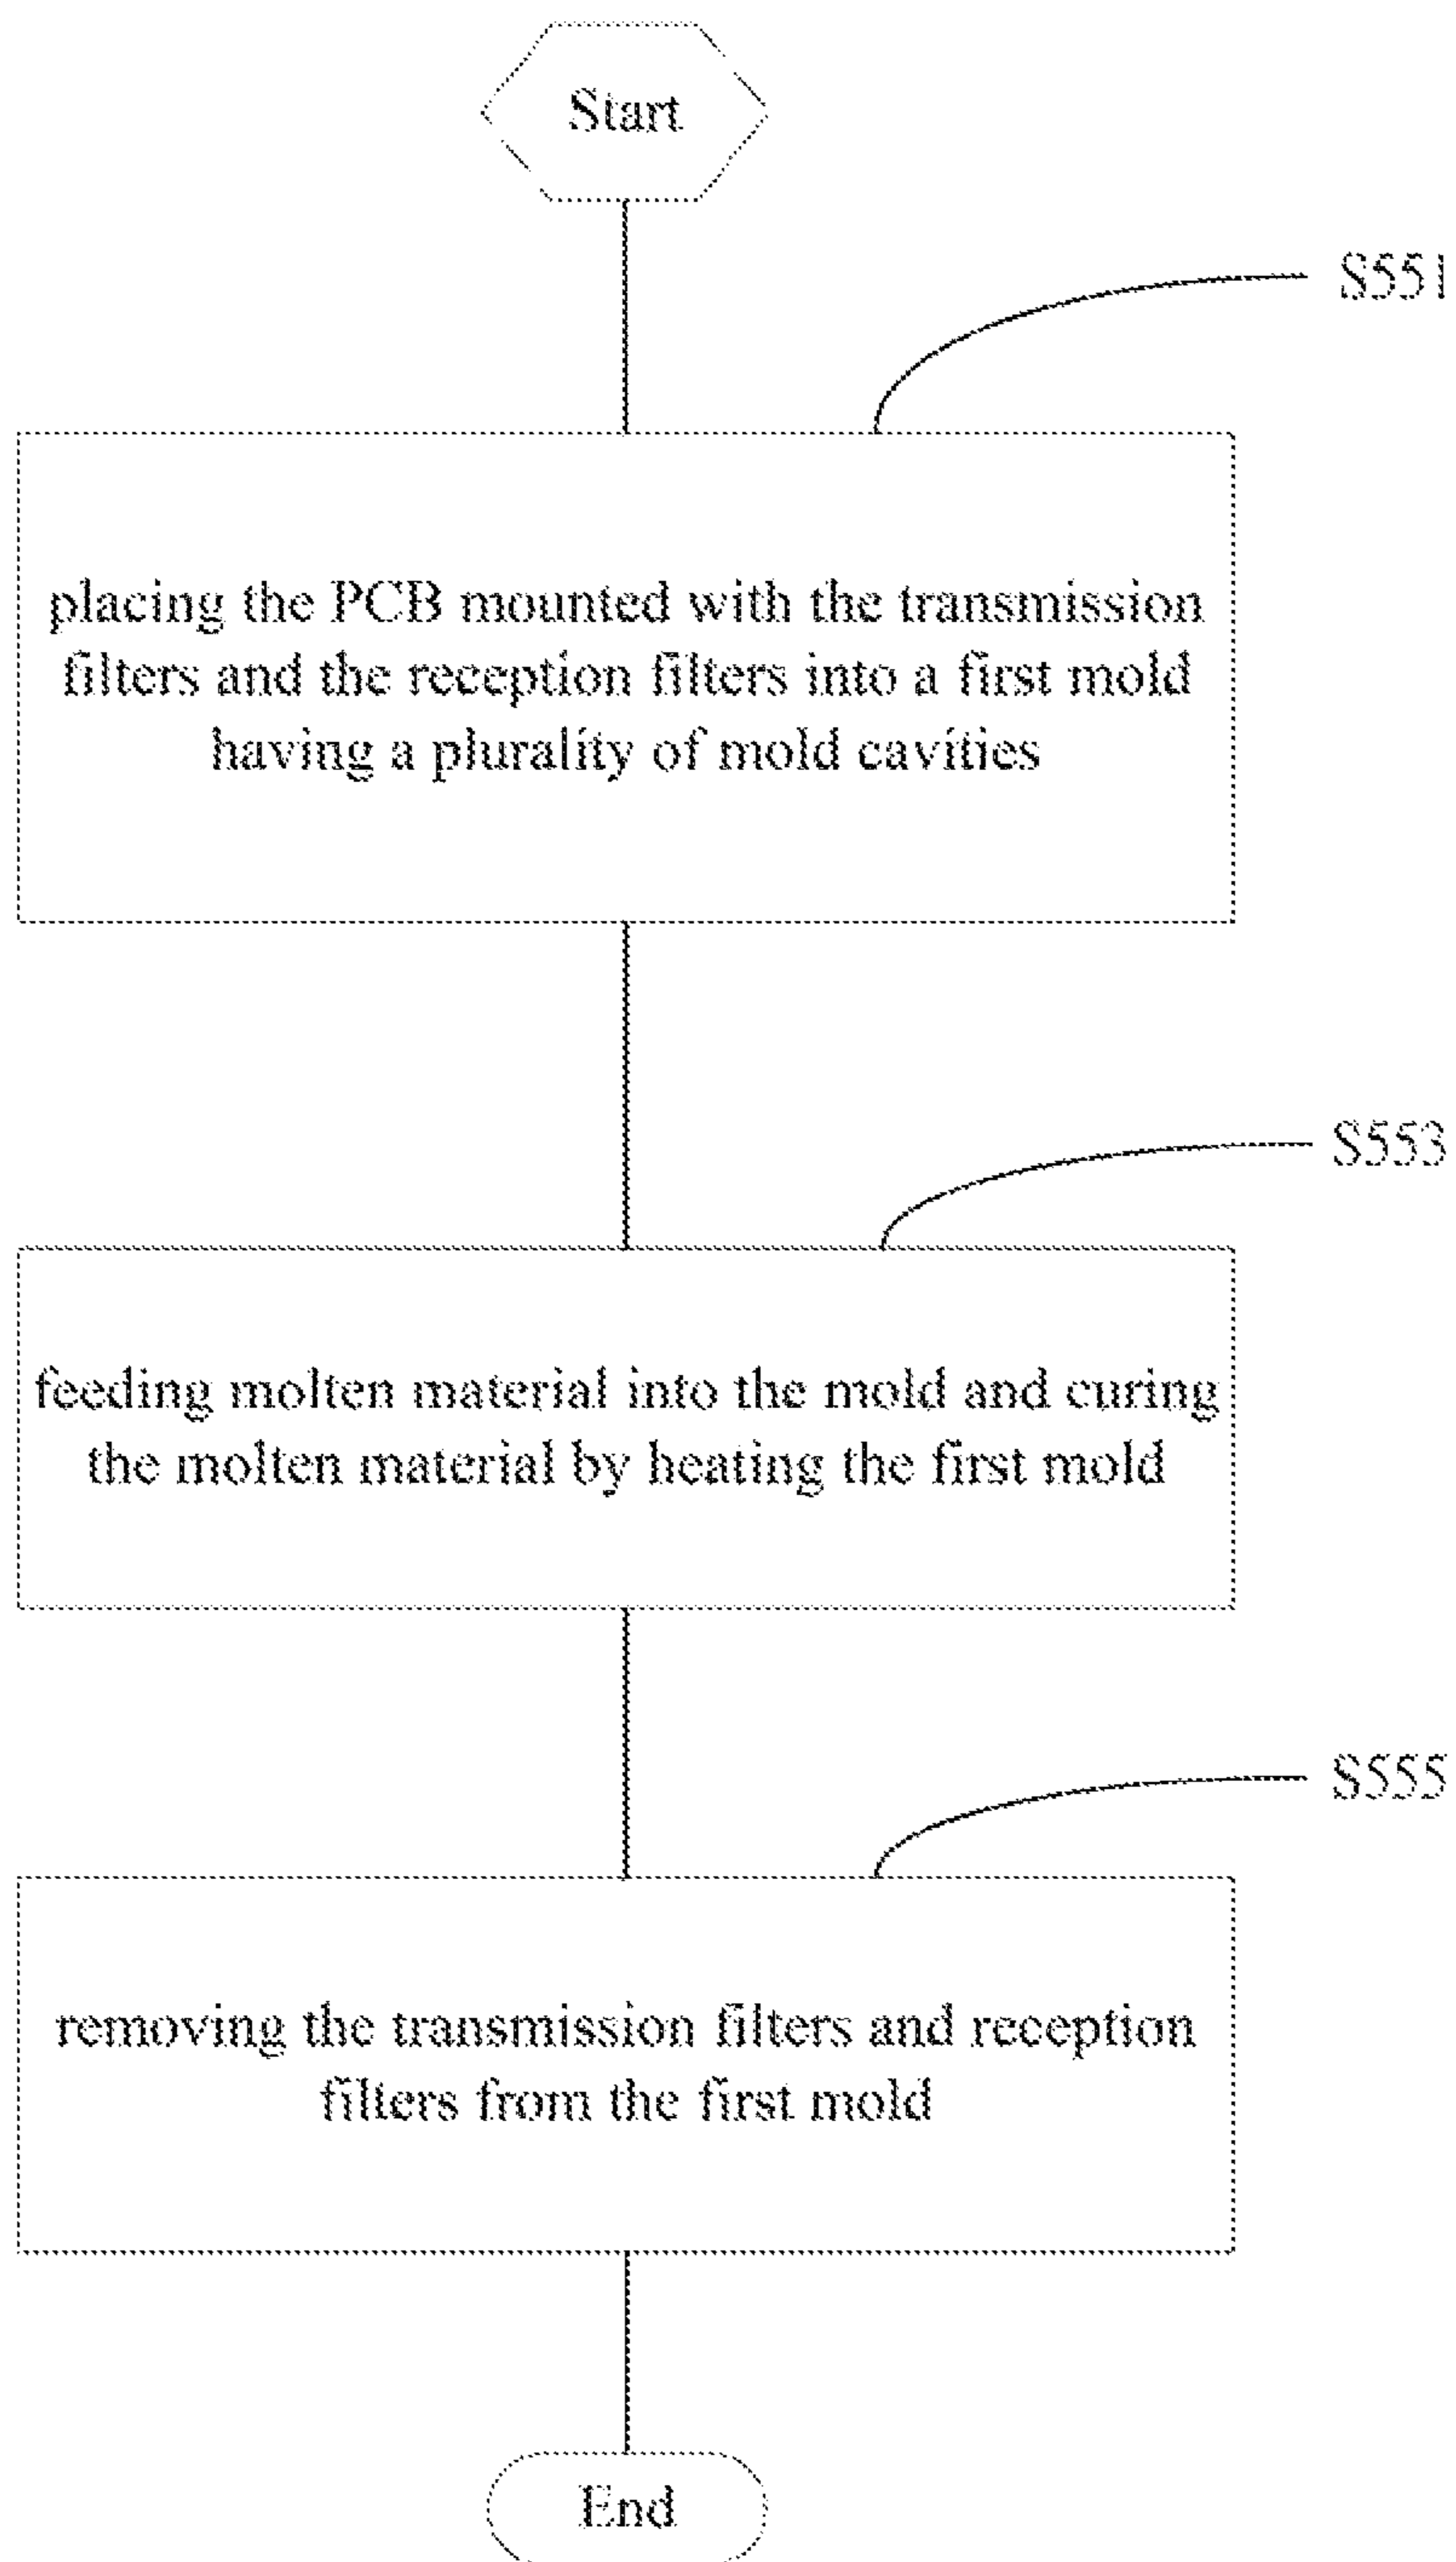 Start
S551
placing the PCB mounted with the transmission
filters and the reception filters into a first mold
having a plurality of mold cavities
S553
feeding molten material into the mold and curing
the molten material by heating the first mold
S555
removing the transmission filters and reception
filters from the first mold
End